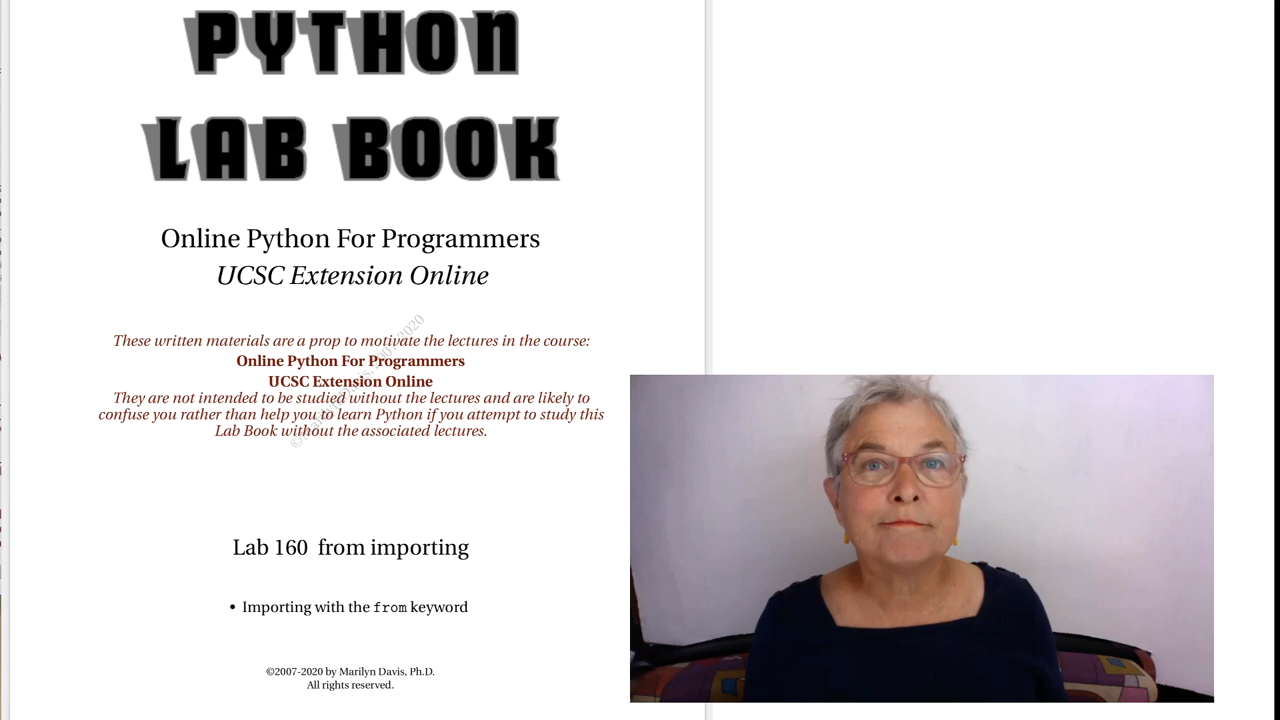 PYTHON
LAB BOOK
Online Python For Programmers
UCSC Extension Online
These written materials are a prop to motivate the lectures in the course:
Online Python For Programmers
UCSC Extension Online
They are not intended to be studied without the lectures and are likely to
confuse you rather than help you to learn Python if you attempt to study this
Lab Book without the associated lectures.
Lab 160 from importing
• Importing with the from keyword
©2007-2020 by Marilyn Davis, Ph.D.
All rights reserved.